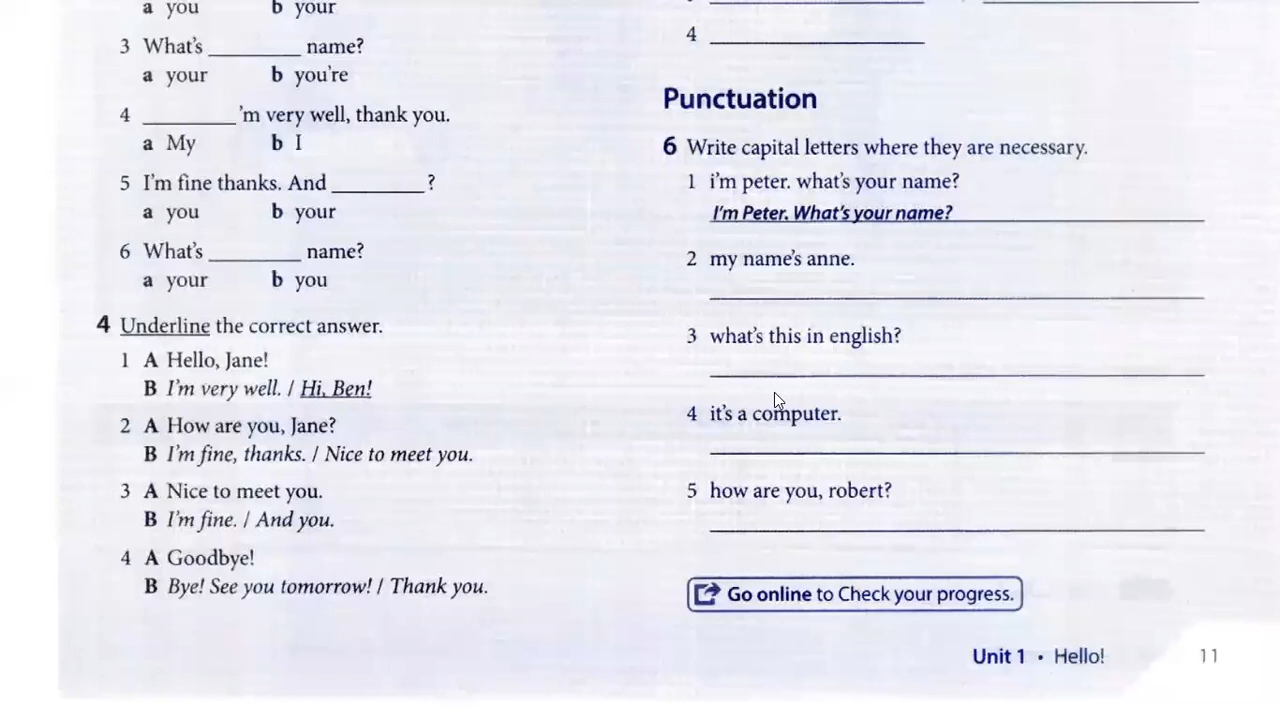 a you b your
3 What's __________ name?
a your b you're
4 __________ 'm very well, thank you.
a My b I
5 I'm fine thanks. And __________ ?
a you b your
6 What's __________ name?
a your b you
4 Underline the correct answer.
1 A Hello, Jane!
B I'm very well. / Hi, Ben!
2 A How are you, Jane?
B I'm fine, thanks. / Nice to meet you.
3 A Nice to meet you.
B I'm fine. / And you.
4 A Goodbye!
B Bye! See you tomorrow! / Thank you.
4 __________
Punctuation
6 Write capital letters where they are necessary.
1 i'm peter. what's your name?
I'm Peter. What's your name?
2 my name's anne.
3 what's this in english?
4 it's a computer.
5 how are you, robert?
Go online to Check your progress.
Unit 1 • Hello! 11